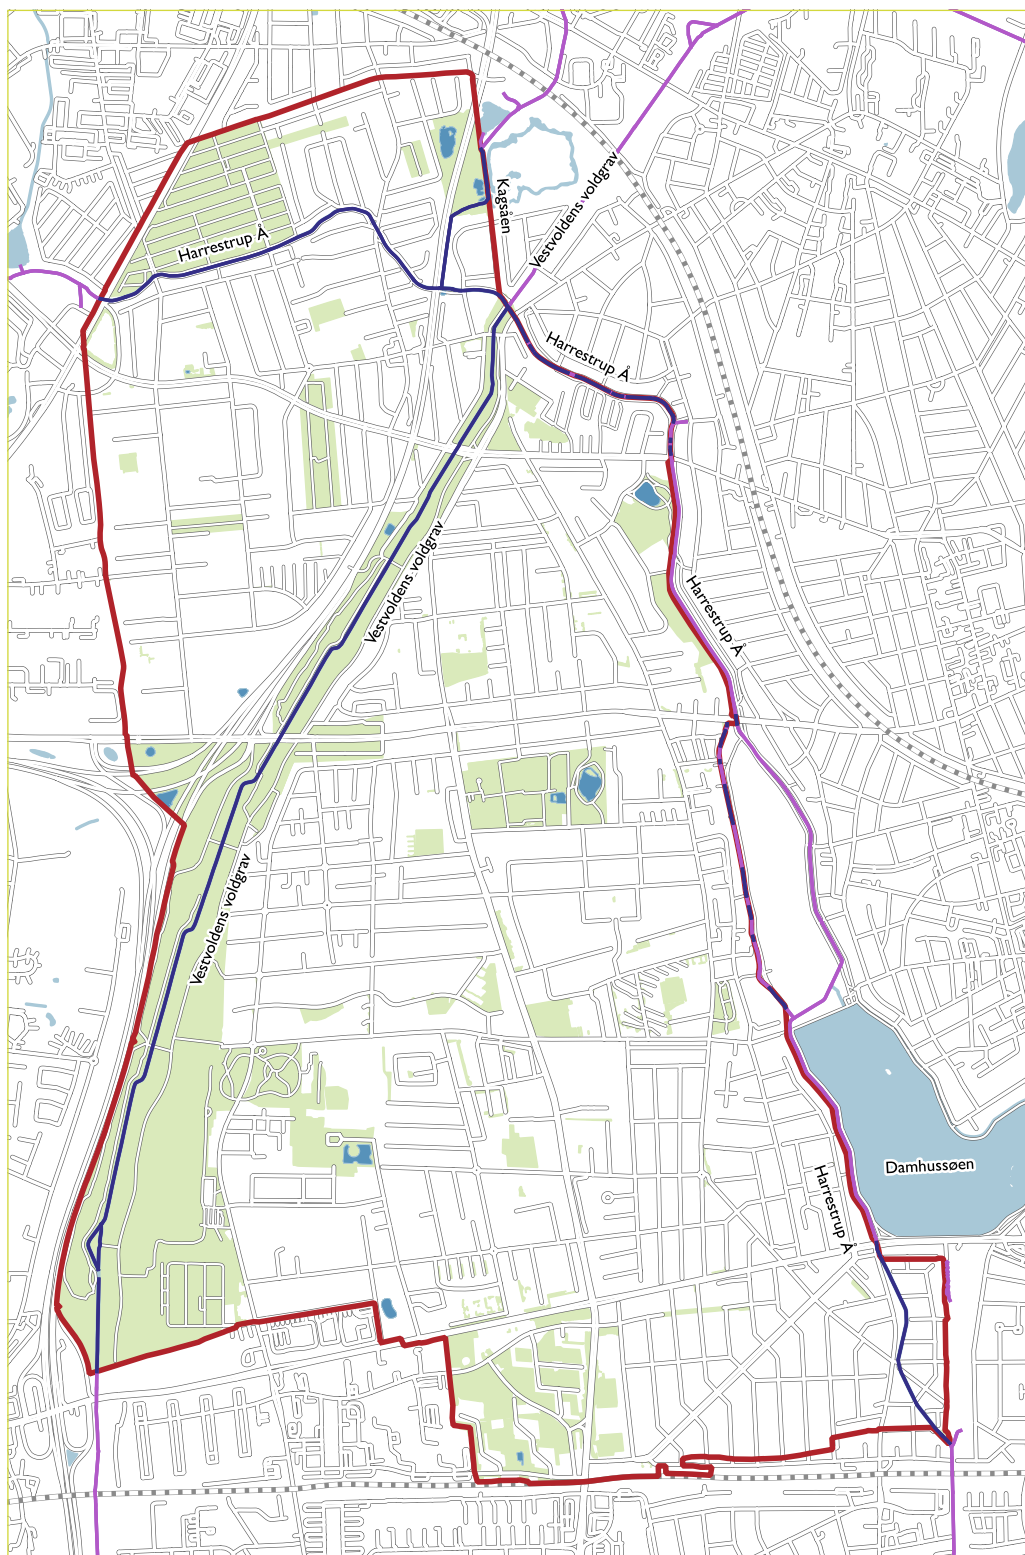 Kagsåen
Vestvoldens voldgrav
Harrestrup Å
Harrestrup Å
Vestvoldens voldgrav
Harrestrup Å
Vestvoldens voldgrav
Damhussøen
Harrestrup Å